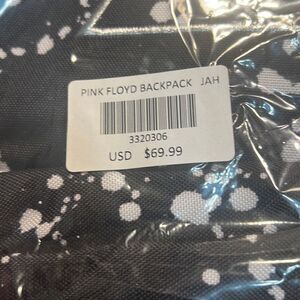 PINK FLOYD BACKPACK JAH
3320306
USD $69.99